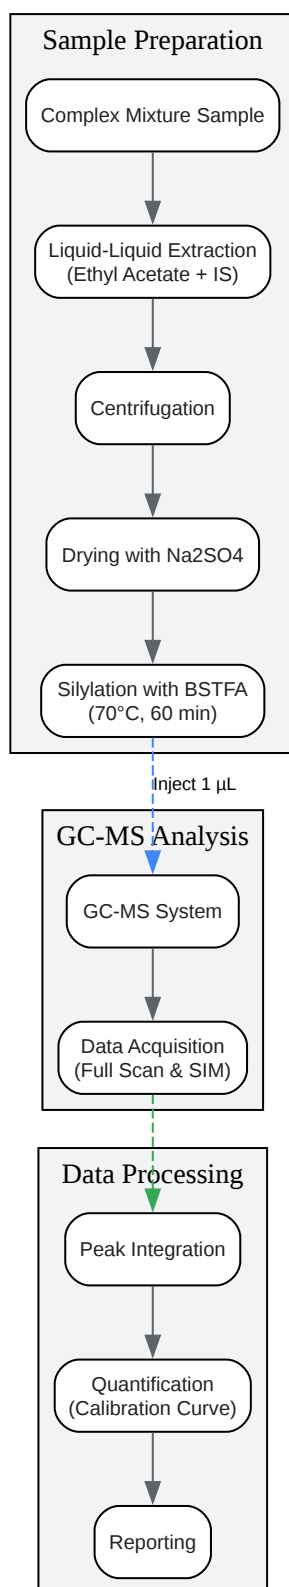 Sample Preparation
Complex Mixture Sample
Liquid-Liquid Extraction
(Ethyl Acetate + IS)
Centrifugation
Drying with Na2SO4
Silylation with BSTFA
(70°C, 60 min)
Inject 1 µL
GC-MS Analysis
GC-MS System
Data Acquisition
(Full Scan & SIM)
Data Processing
Peak Integration
Quantification
(Calibration Curve)
Reporting